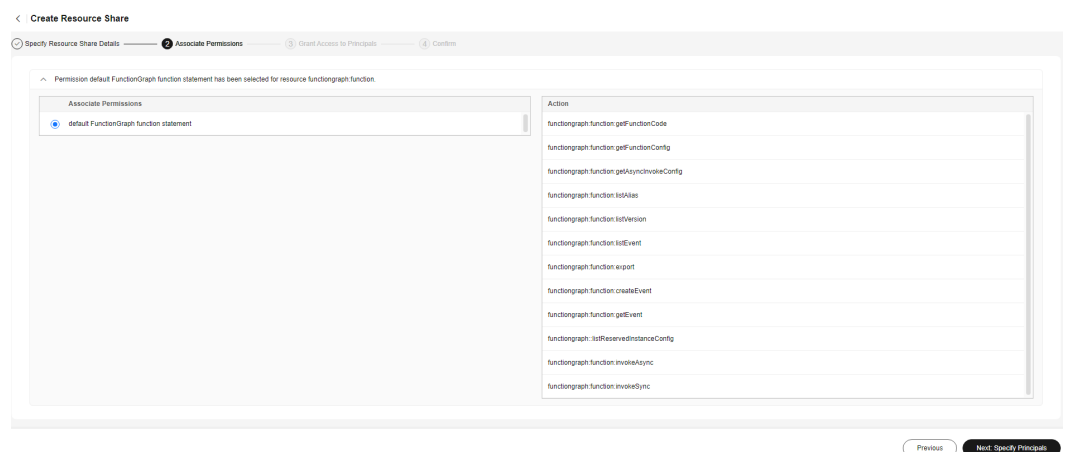 Create Resource Share
Specify Resource Share Details 2 Associate Permissions 3 Grant Access to Principals 4 Confirm
Permission default FunctionGraph function statement has been selected for resource functiongraph:function.
Associate Permissions
default FunctionGraph function statement
Action
functiongraph:function:getFunctionCode
functiongraph:function:getFunctionConfig
functiongraph:function:getAsyncInvokeConfig
functiongraph:function:listAlias
functiongraph:function:listVersion
functiongraph:function:listEvent
functiongraph:function:export
functiongraph:function:createEvent
functiongraph:function:getEvent
functiongraph::listReservedInstanceConfig
functiongraph:function:invokeAsync
functiongraph:function:invokeSync
Previous Next: Specify Principals